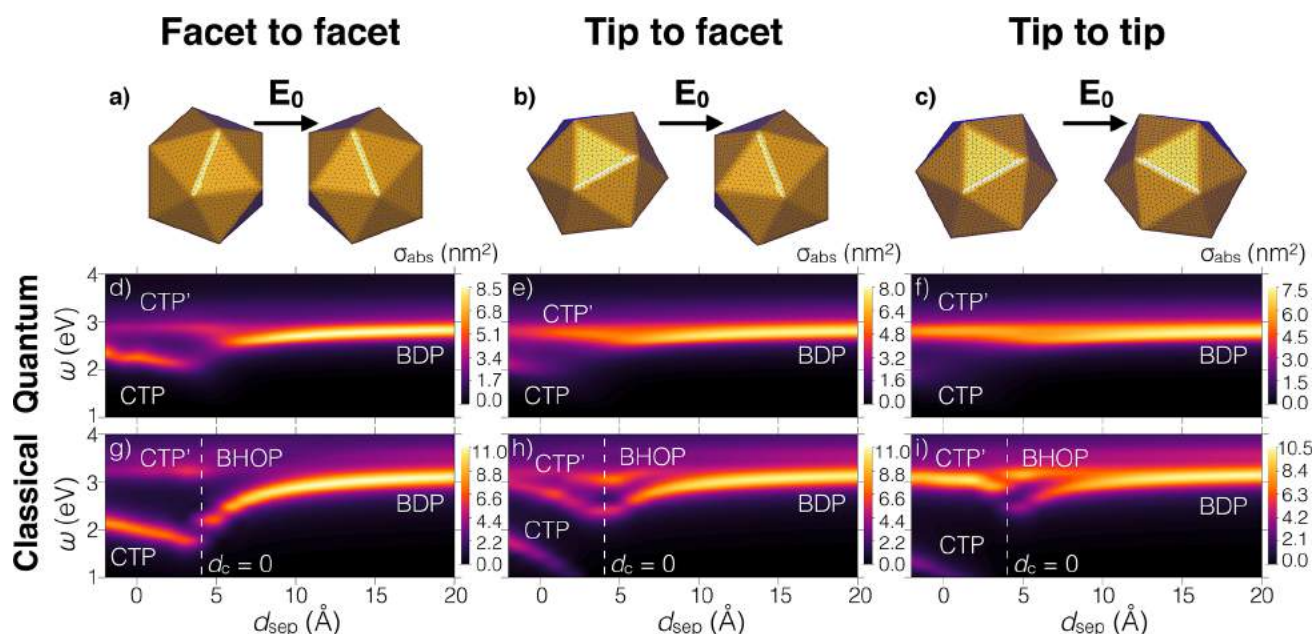 Facet to facet
Tip to facet
Tip to tip
a)
E0
b)
E0
c)
E0
Quantum
ω (eV)
4
3
2
1
d)
CTP'
CTP
BDP
σabs (nm²)
8.5
6.8
5.1
3.4
1.7
0.0
e)
CTP'
CTP
BDP
σabs (nm²)
8.0
6.4
4.8
3.2
1.6
0.0
f)
CTP'
CTP
BDP
σabs (nm²)
7.5
6.0
4.5
3.0
1.5
0.0
Classical
ω (eV)
4
3
2
1
g)
CTP'
BHOP
BDP
CTP
dc = 0
11.0
8.8
6.6
4.4
2.2
0.0
h)
CTP'
BHOP
BDP
CTP
dc = 0
11.0
8.8
6.6
4.4
2.2
0.0
i)
CTP'
BHOP
BDP
CTP
dc = 0
10.5
8.4
6.3
4.2
2.1
0.0
0 5 10 15 20
0 5 10 15 20
0 5 10 15 20
dsep (Å)
dsep (Å)
dsep (Å)